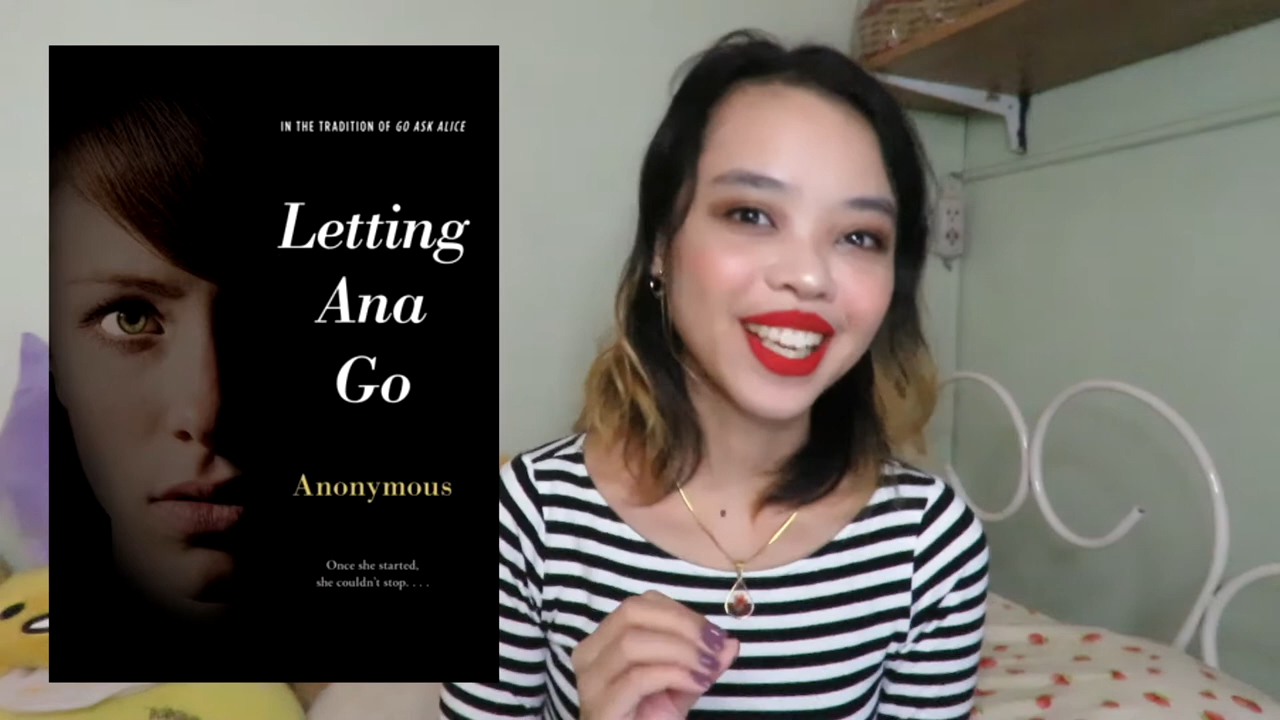 IN THE TRADITION OF GO ASK ALICE
Letting
Ana
Go
Anonymous
Once she started,
she couldn't stop. . . .